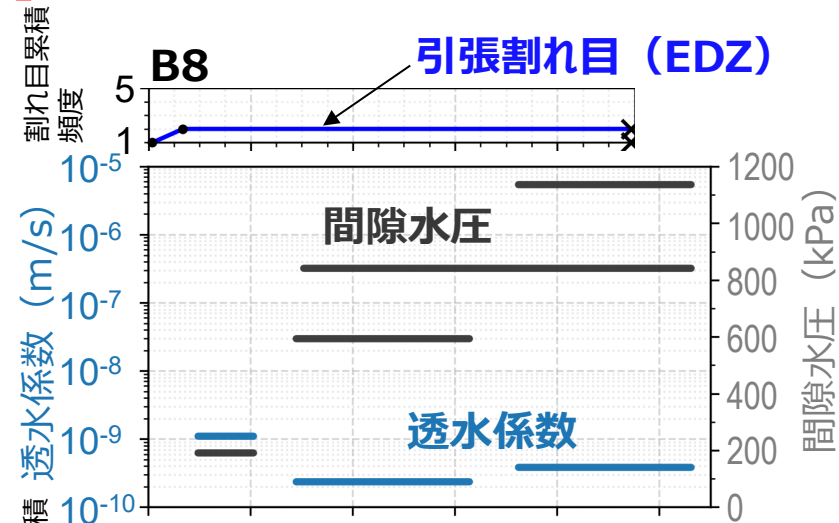 割れ目累積
頻度
B8
引張割れ目（EDZ）
5
1
透水係数（m/s）
10-5
10-6
10-7
10-8
10-9
10-10
間隙水圧
透水係数
1200
1000
800
600
400
200
0
間隙水圧（kPa）
積